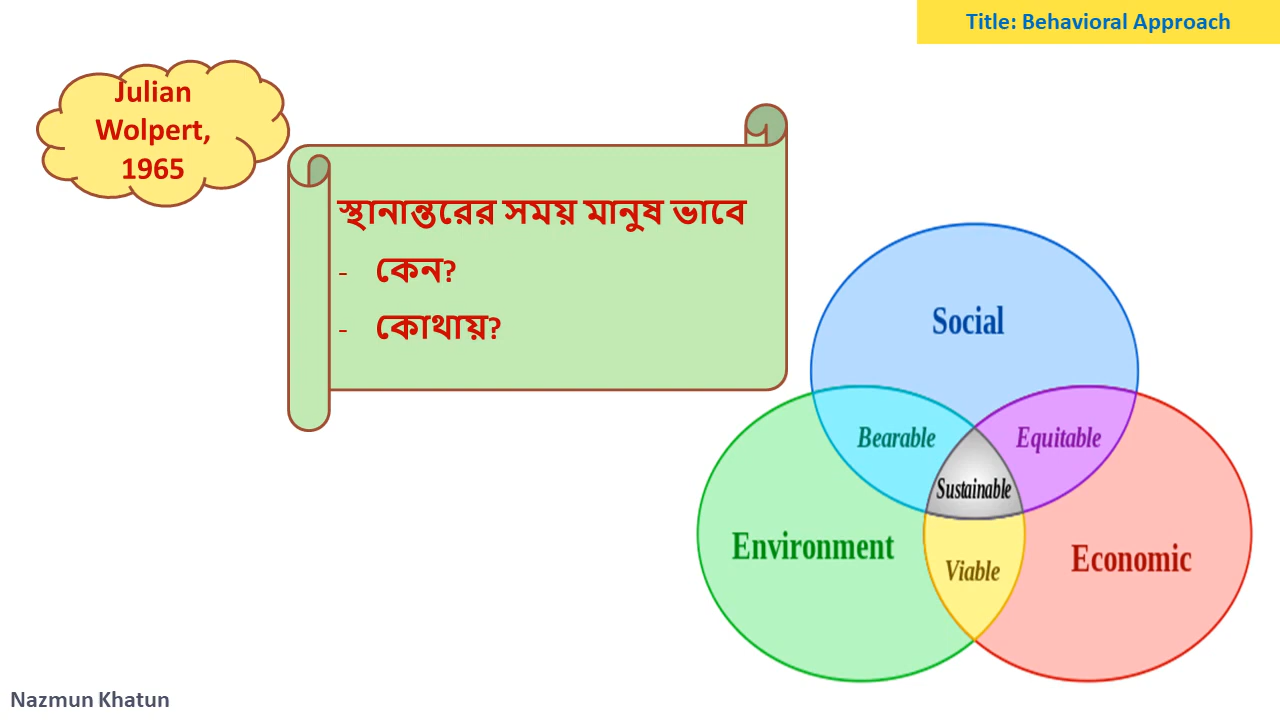 Title: Behavioral Approach
Julian
Wolpert,
1965
স্থানান্তরের সময় মানুষ ভাবে
- কেন?
- কোথায়?
Social
Bearable
Equitable
Sustainable
Environment
Economic
Viable
Nazmun Khatun